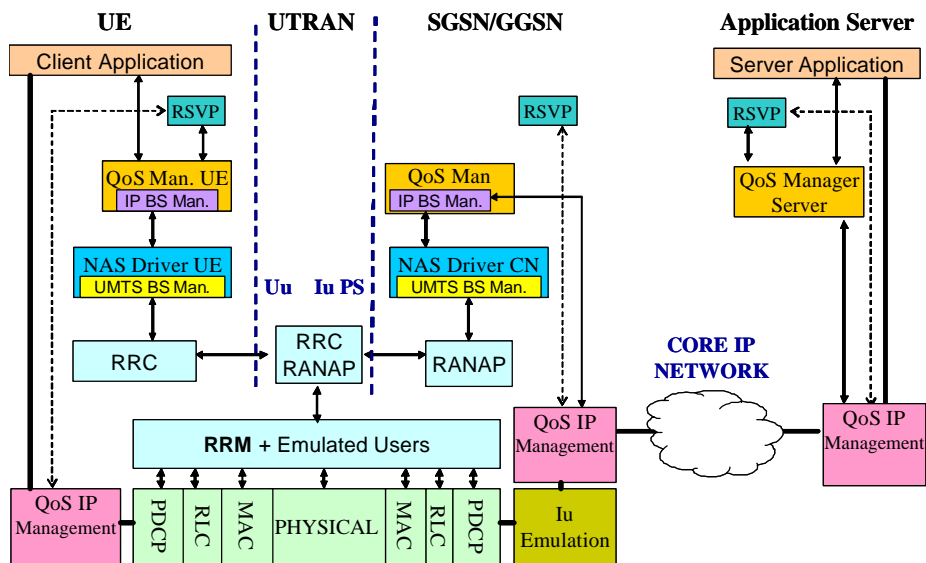 UE
UTRAN
SGSN/GGSN
Application Server
Client Application
Server Application
RSVP
RSVP
RSVP
QoS Man. UE
IP BS Man.
QoS Man
IP BS Man.
QoS Manager
Server
NAS Driver UE
UMTS BS Man.
Uu
Iu PS
NAS Driver CN
UMTS BS Man.
RRC
RRC
RANAP
RANAP
CORE IP
NETWORK
RRM + Emulated Users
QoS IP
Management
QoS IP
Management
QoS IP
Management
PDCP
RLC
MAC
PHYSICAL
MAC
RLC
PDCP
Iu
Emulation